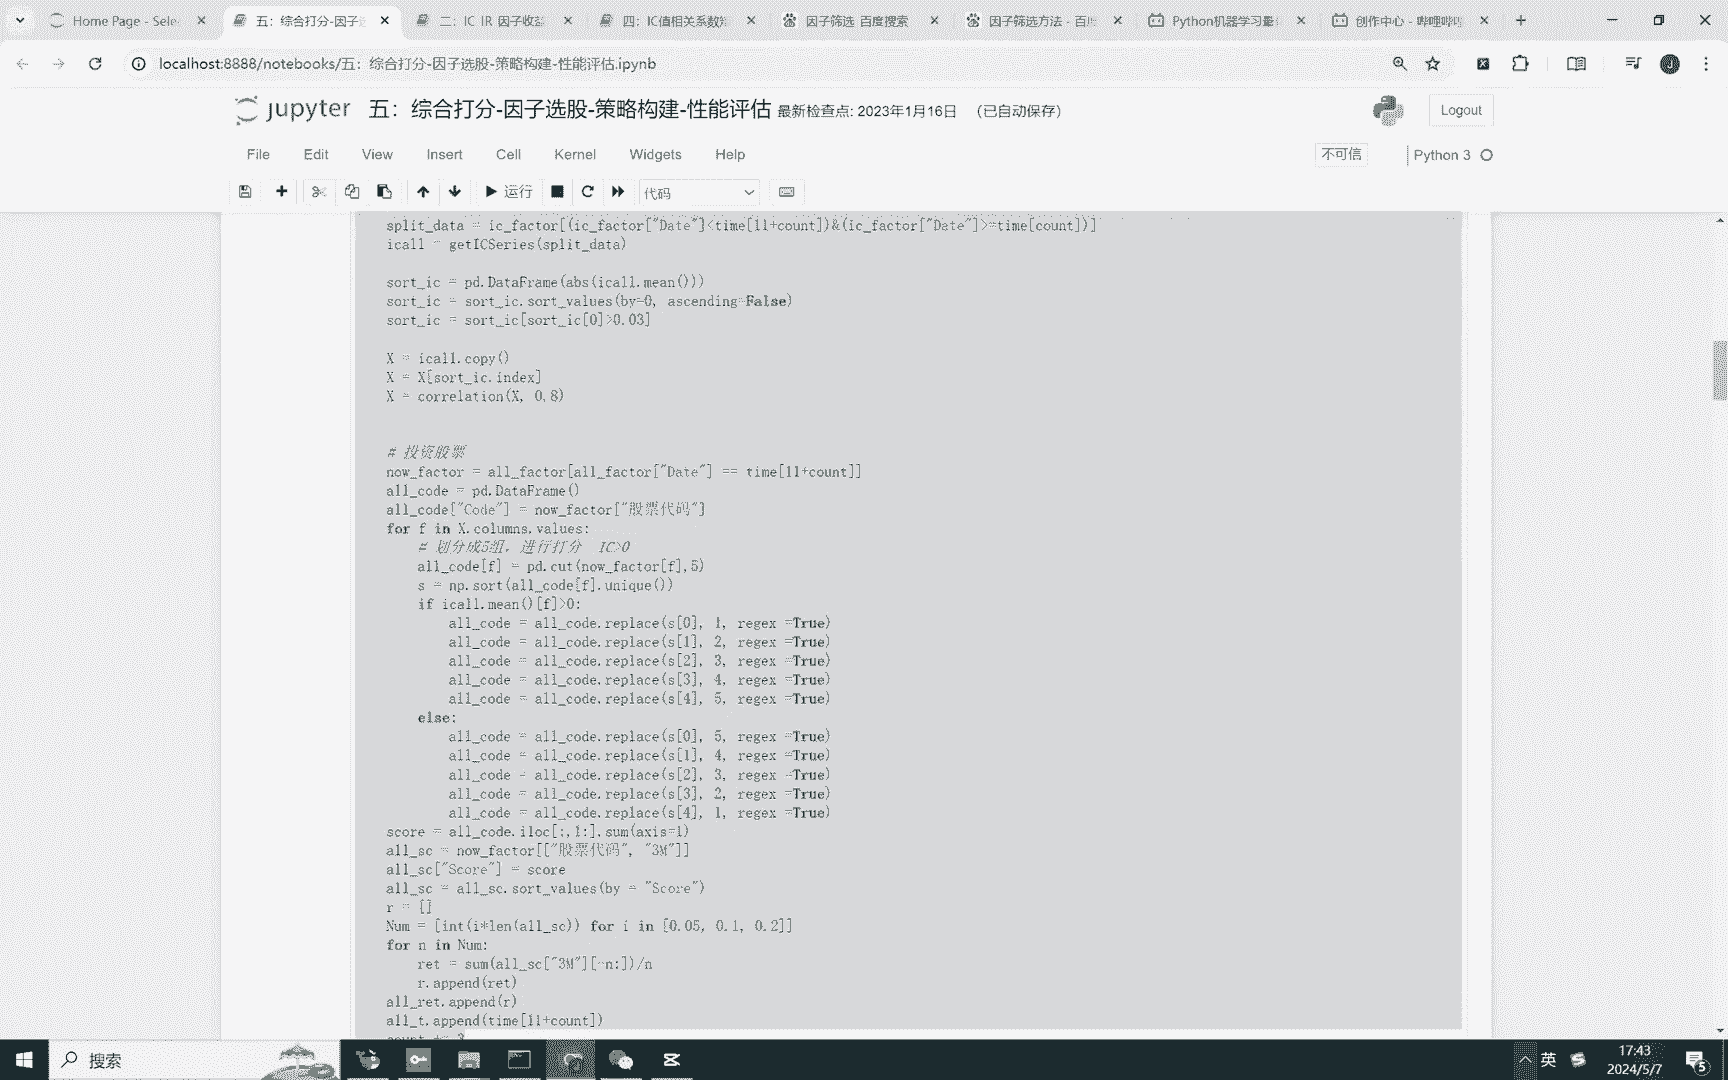 Home Page - Sele
五：综合打分-因子选
二：IC IR 因子收益
四：IC值相关系数矩
因子筛选_百度搜索
因子筛选方法 - 百度
Python机器学习量化
创作中心 - 哔哩哔哩
localhost:8888/notebooks/五：综合打分-因子选股-策略构建-性能评估.ipynb
jupyter 五：综合打分-因子选股-策略构建-性能评估 最新检查点: 2023年1月16日 （已自动保存）
Logout
File Edit View Insert Cell Kernel Widgets Help
不可信
Python 3
运行
代码
split_data = ic_factor[(ic_factor["Date"]<time[11+count])&(ic_factor["Date"]>=time[count])]
icall = getICSeries(split_data)
sort_ic = pd.DataFrame(abs(icall.mean()))
sort_ic = sort_ic.sort_values(by=0, ascending=False)
sort_ic = sort_ic[sort_ic[0]>0.03]
X = icall.copy()
X = X[sort_ic.index]
X = correlation(X, 0.8)
# 投资股票
now_factor = all_factor[all_factor["Date"] == time[11+count]]
all_code = pd.DataFrame()
all_code["Code"] = now_factor["股票代码"]
for f in X.columns.values:
# 划分成5组，进行打分 IC>0
all_code[f] = pd.cut(now_factor[f],5)
s = np.sort(all_code[f].unique())
if icall.mean()[f]>0:
all_code = all_code.replace(s[0], 1, regex =True)
all_code = all_code.replace(s[1], 2, regex =True)
all_code = all_code.replace(s[2], 3, regex =True)
all_code = all_code.replace(s[3], 4, regex =True)
all_code = all_code.replace(s[4], 5, regex =True)
else:
all_code = all_code.replace(s[0], 5, regex =True)
all_code = all_code.replace(s[1], 4, regex =True)
all_code = all_code.replace(s[2], 3, regex =True)
all_code = all_code.replace(s[3], 2, regex =True)
all_code = all_code.replace(s[4], 1, regex =True)
score = all_code.iloc[:,1:].sum(axis=1)
all_sc = now_factor[["股票代码", "3M"]]
all_sc["Score"] = score
all_sc = all_sc.sort_values(by = "Score")
r = []
Num = [int(i*len(all_sc)) for i in [0.05, 0.1, 0.2]]
for n in Num:
ret = sum(all_sc["3M"][-n:])/n
r.append(ret)
all_ret.append(r)
all_t.append(time[11+count])
搜索
英
17:43
2024/5/7
5